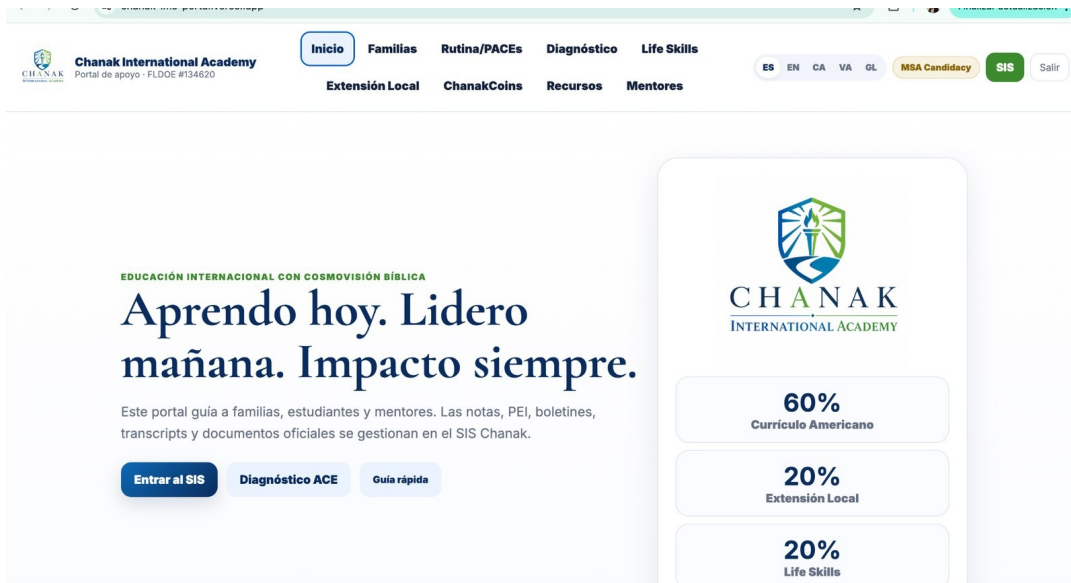 Chanak International Academy
Portal de apoyo · FLDOE #134620
CHANAK
Inicio Familias Rutina/PACEs Diagnóstico Life Skills
Extensión Local ChanakCoins Recursos Mentores
ES EN CA VA GL
MSA Candidacy
SIS
Salir
EDUCACIÓN INTERNACIONAL CON COSMOVISIÓN BÍBLICA
Aprendo hoy. Lidero
mañana. Impacto siempre.
Este portal guía a familias, estudiantes y mentores. Las notas, PEI, boletines,
transcripts y documentos oficiales se gestionan en el SIS Chanak.
Entrar al SIS
Diagnóstico ACE
Guía rápida
CHANAK
INTERNATIONAL ACADEMY
60%
Currículo Americano
20%
Extensión Local
20%
Life Skills